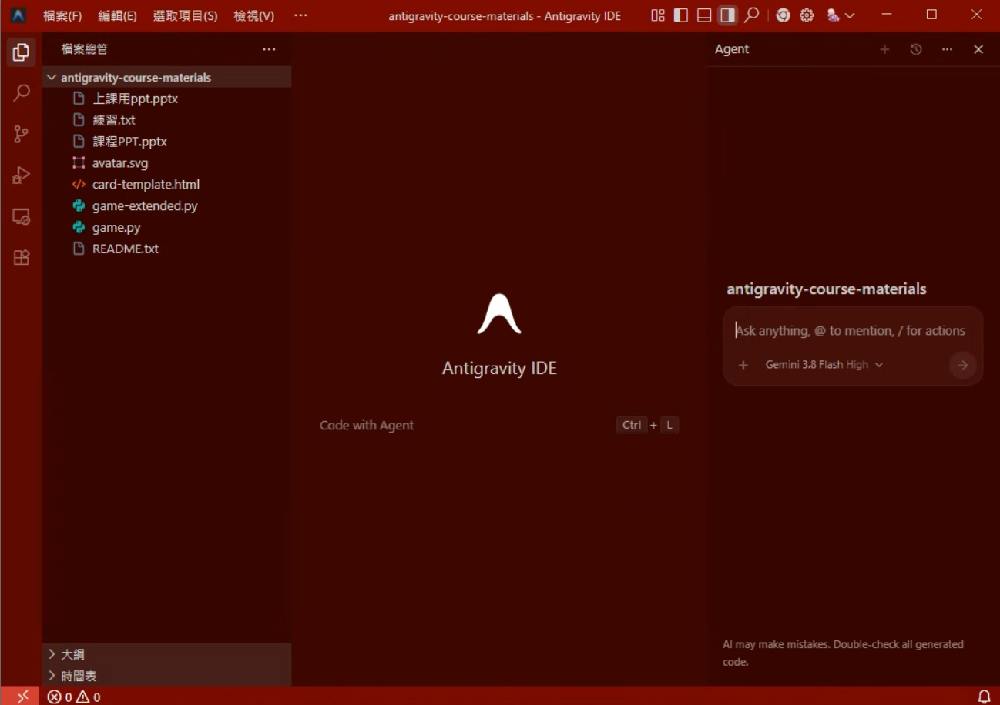 檔案(F) 編輯(E) 選取項目(S) 檢視(V) ··· antigravity-course-materials - Antigravity IDE
檔案總管 ···
antigravity-course-materials
上課用ppt.pptx
練習.txt
課程PPT.pptx
avatar.svg
card-template.html
game-extended.py
game.py
README.txt
大綱
時間表
Antigravity IDE
Code with Agent Ctrl + L
Agent
antigravity-course-materials
Ask anything, @ to mention, / for actions
Gemini 3.8 Flash High
AI may make mistakes. Double-check all generated
code.
0 0